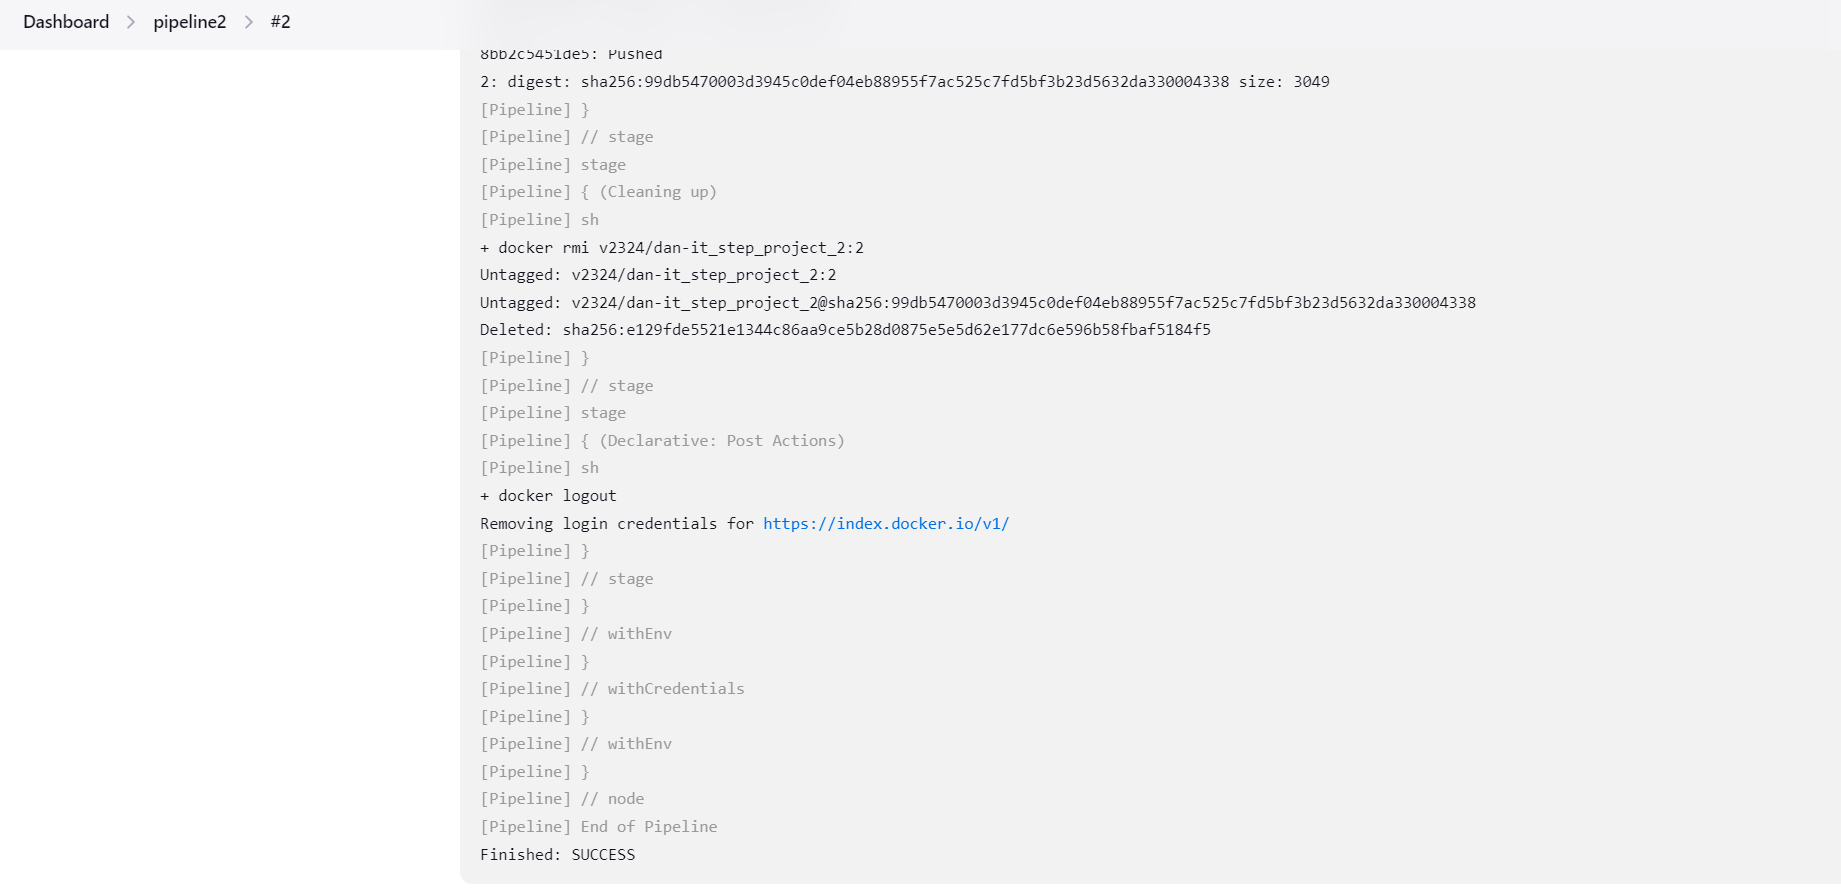 Dashboard > pipeline2 > #2
8bb2c5451de5: Pushed
2: digest: sha256:99db5470003d3945c0def04eb88955f7ac525c7fd5bf3b23d5632da330004338 size: 3049
[Pipeline] }
[Pipeline] // stage
[Pipeline] stage
[Pipeline] { (Cleaning up)
[Pipeline] sh
+ docker rmi v2324/dan-it_step_project_2:2
Untagged: v2324/dan-it_step_project_2:2
Untagged: v2324/dan-it_step_project_2@sha256:99db5470003d3945c0def04eb88955f7ac525c7fd5bf3b23d5632da330004338
Deleted: sha256:e129fde5521e1344c86aa9ce5b28d0875e5e5d62e177dc6e596b58fbaf5184f5
[Pipeline] }
[Pipeline] // stage
[Pipeline] stage
[Pipeline] { (Declarative: Post Actions)
[Pipeline] sh
+ docker logout
Removing login credentials for https://index.docker.io/v1/
[Pipeline] }
[Pipeline] // stage
[Pipeline] }
[Pipeline] // withEnv
[Pipeline] }
[Pipeline] // withCredentials
[Pipeline] }
[Pipeline] // withEnv
[Pipeline] }
[Pipeline] // node
[Pipeline] End of Pipeline
Finished: SUCCESS